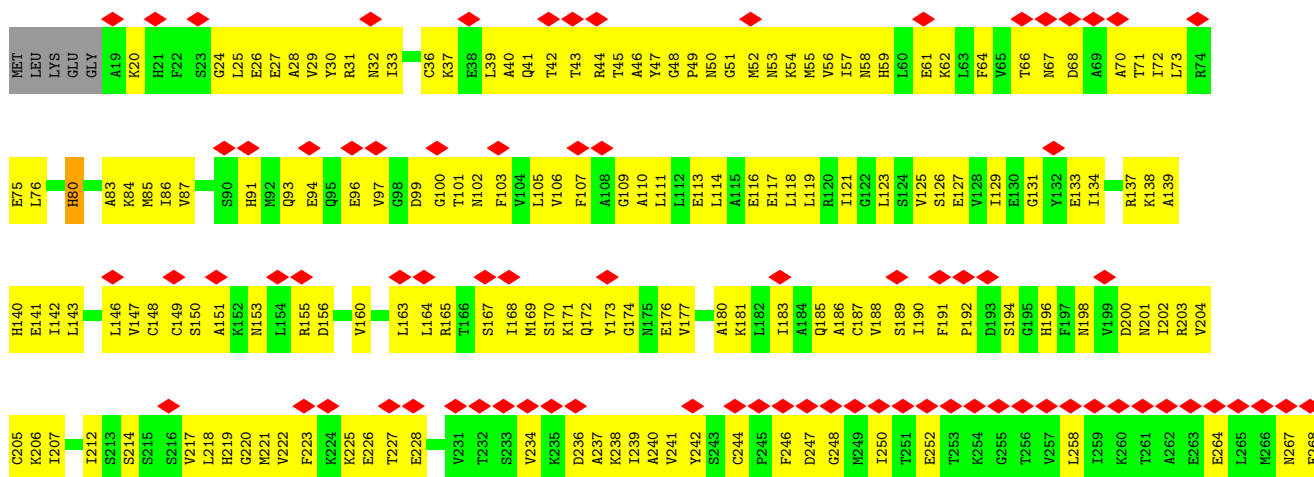 MET LEU LYS GLU GLY A19 K20 H21 F22 S23 G24 L25 E26 E27 A28 V29 Y30 R31 N32 I33 C36 K37 E38 L39 A40 Q41 T42 T43 R44 T45 A46 Y47 G48 P49 N50 G51 M52 N53 K54 M55 V56 I57 N58 H59 L60 E61 K62 L63 F64 V65 T66 N67 D68 A69 A70 T71 I72 L73 R74
E75 L76 H80 A83 K84 M85 I86 V87 S90 H91 M92 Q93 E94 Q95 E96 V97 G98 D99 G100 T101 N102 F103 V104 L105 V106 F107 A108 G109 A110 L111 L112 E113 L114 A115 E116 E117 L118 L119 R120 I121 G122 L123 S124 V125 S126 E127 V128 I129 E130 G131 Y132 E133 I134 R137 K138 A139
H140 E141 I142 L143 L146 V147 C148 C149 S150 A151 K152 N153 L154 R155 D156 V160 L163 L164 R165 T166 S167 I168 M169 S170 K171 Q172 Y173 G174 N175 E176 V177 A180 K181 L182 I183 A184 Q185 A186 C187 V188 S189 I190 F191 P192 D193 S194 G195 H196 F197 N198 V199 D200 N201 I202 R203 V204
C205 K206 I207 I212 S213 S214 S215 S216 V217 L218 H219 G220 M221 V222 F223 K224 K225 E226 T227 E228 V231 T232 S233 V234 K235 D236 A237 K238 I239 A240 V241 Y242 S243 C244 P245 F246 D247 G248 M249 I250 T251 E252 T253 K254 G255 T256 V257 L258 I259 K260 T261 A262 E263 E264 L265 M266 N267 F268